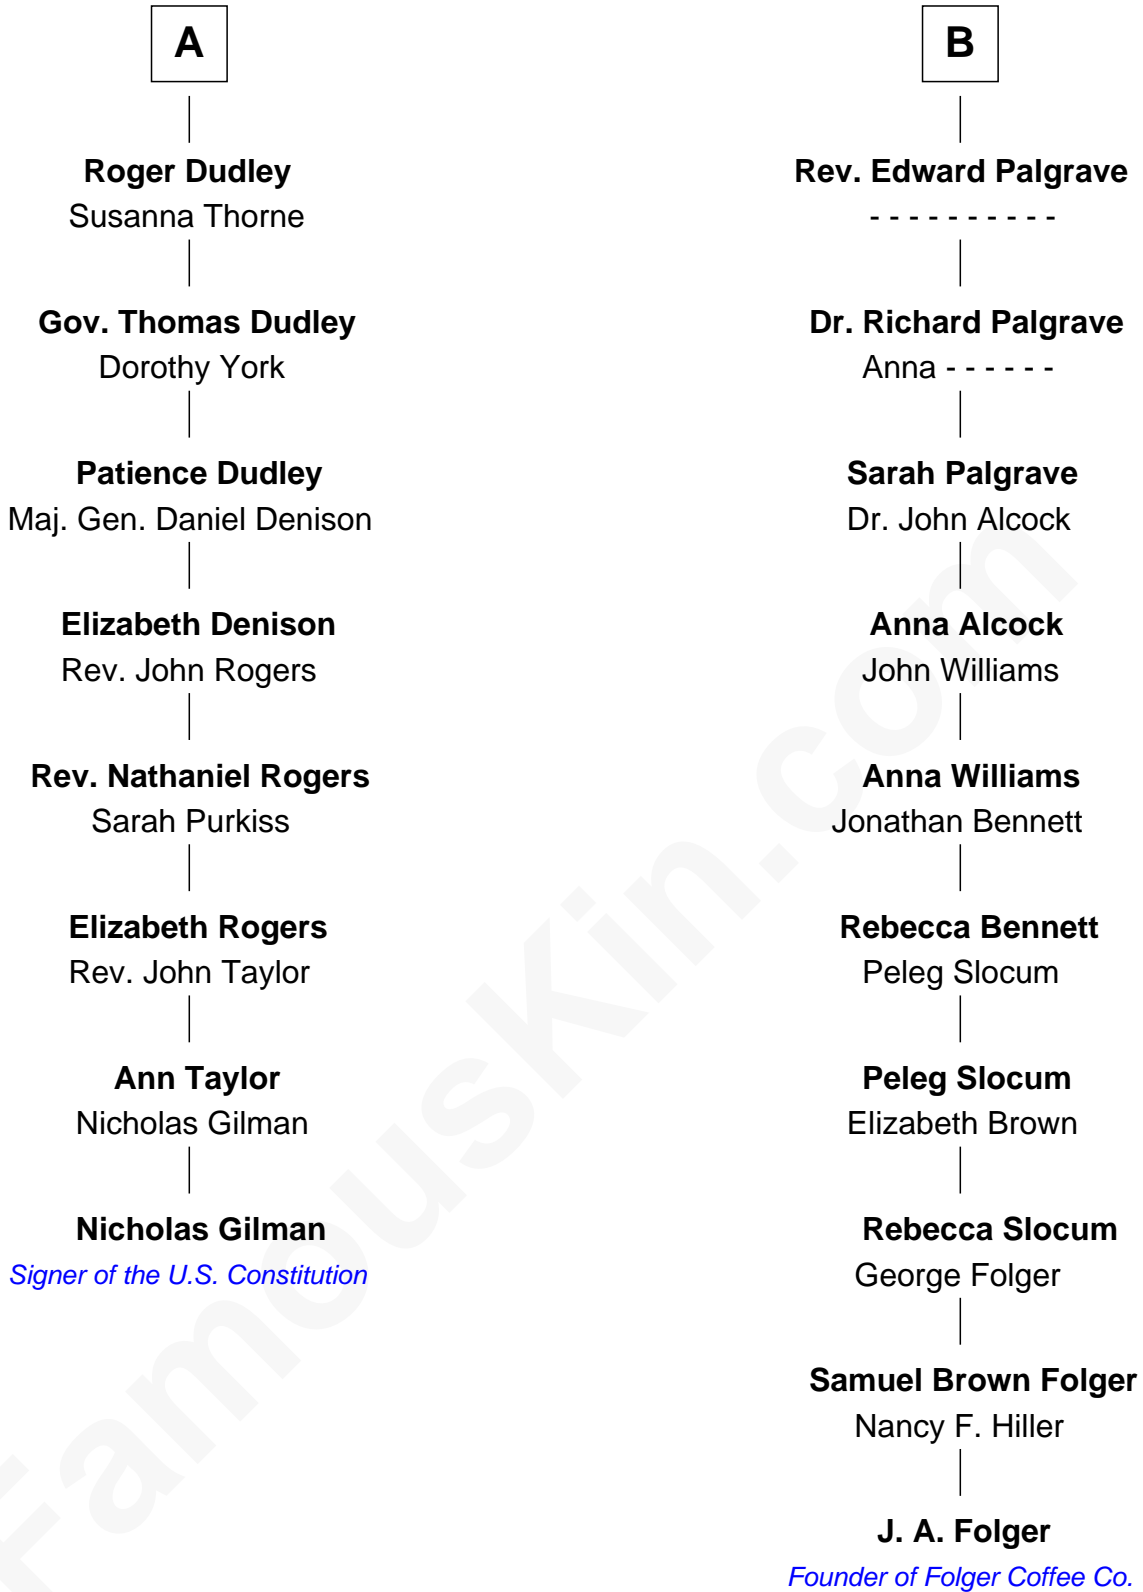 A
Roger Dudley
Susanna Thorne
Gov. Thomas Dudley
Dorothy York
Patience Dudley
Maj. Gen. Daniel Denison
Elizabeth Denison
Rev. John Rogers
Rev. Nathaniel Rogers
Sarah Purkiss
Elizabeth Rogers
Rev. John Taylor
Ann Taylor
Nicholas Gilman
Nicholas Gilman
Signer of the U.S. Constitution
B
Rev. Edward Palgrave
- - - - - - - - - -
Dr. Richard Palgrave
Anna - - - - - -
Sarah Palgrave
Dr. John Alcock
Anna Alcock
John Williams
Anna Williams
Jonathan Bennett
Rebecca Bennett
Peleg Slocum
Peleg Slocum
Elizabeth Brown
Rebecca Slocum
George Folger
Samuel Brown Folger
Nancy F. Hiller
J. A. Folger
Founder of Folger Coffee Co.
FamousKin.com